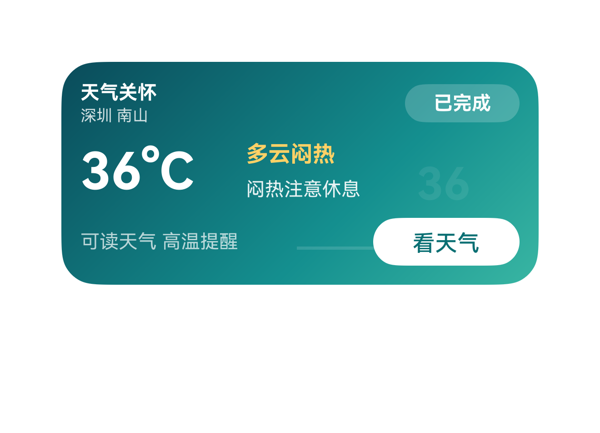 天气关怀
已完成
深圳 南山
36°C
多云闷热
闷热注意休息
36
可读天气 高温提醒
看天气